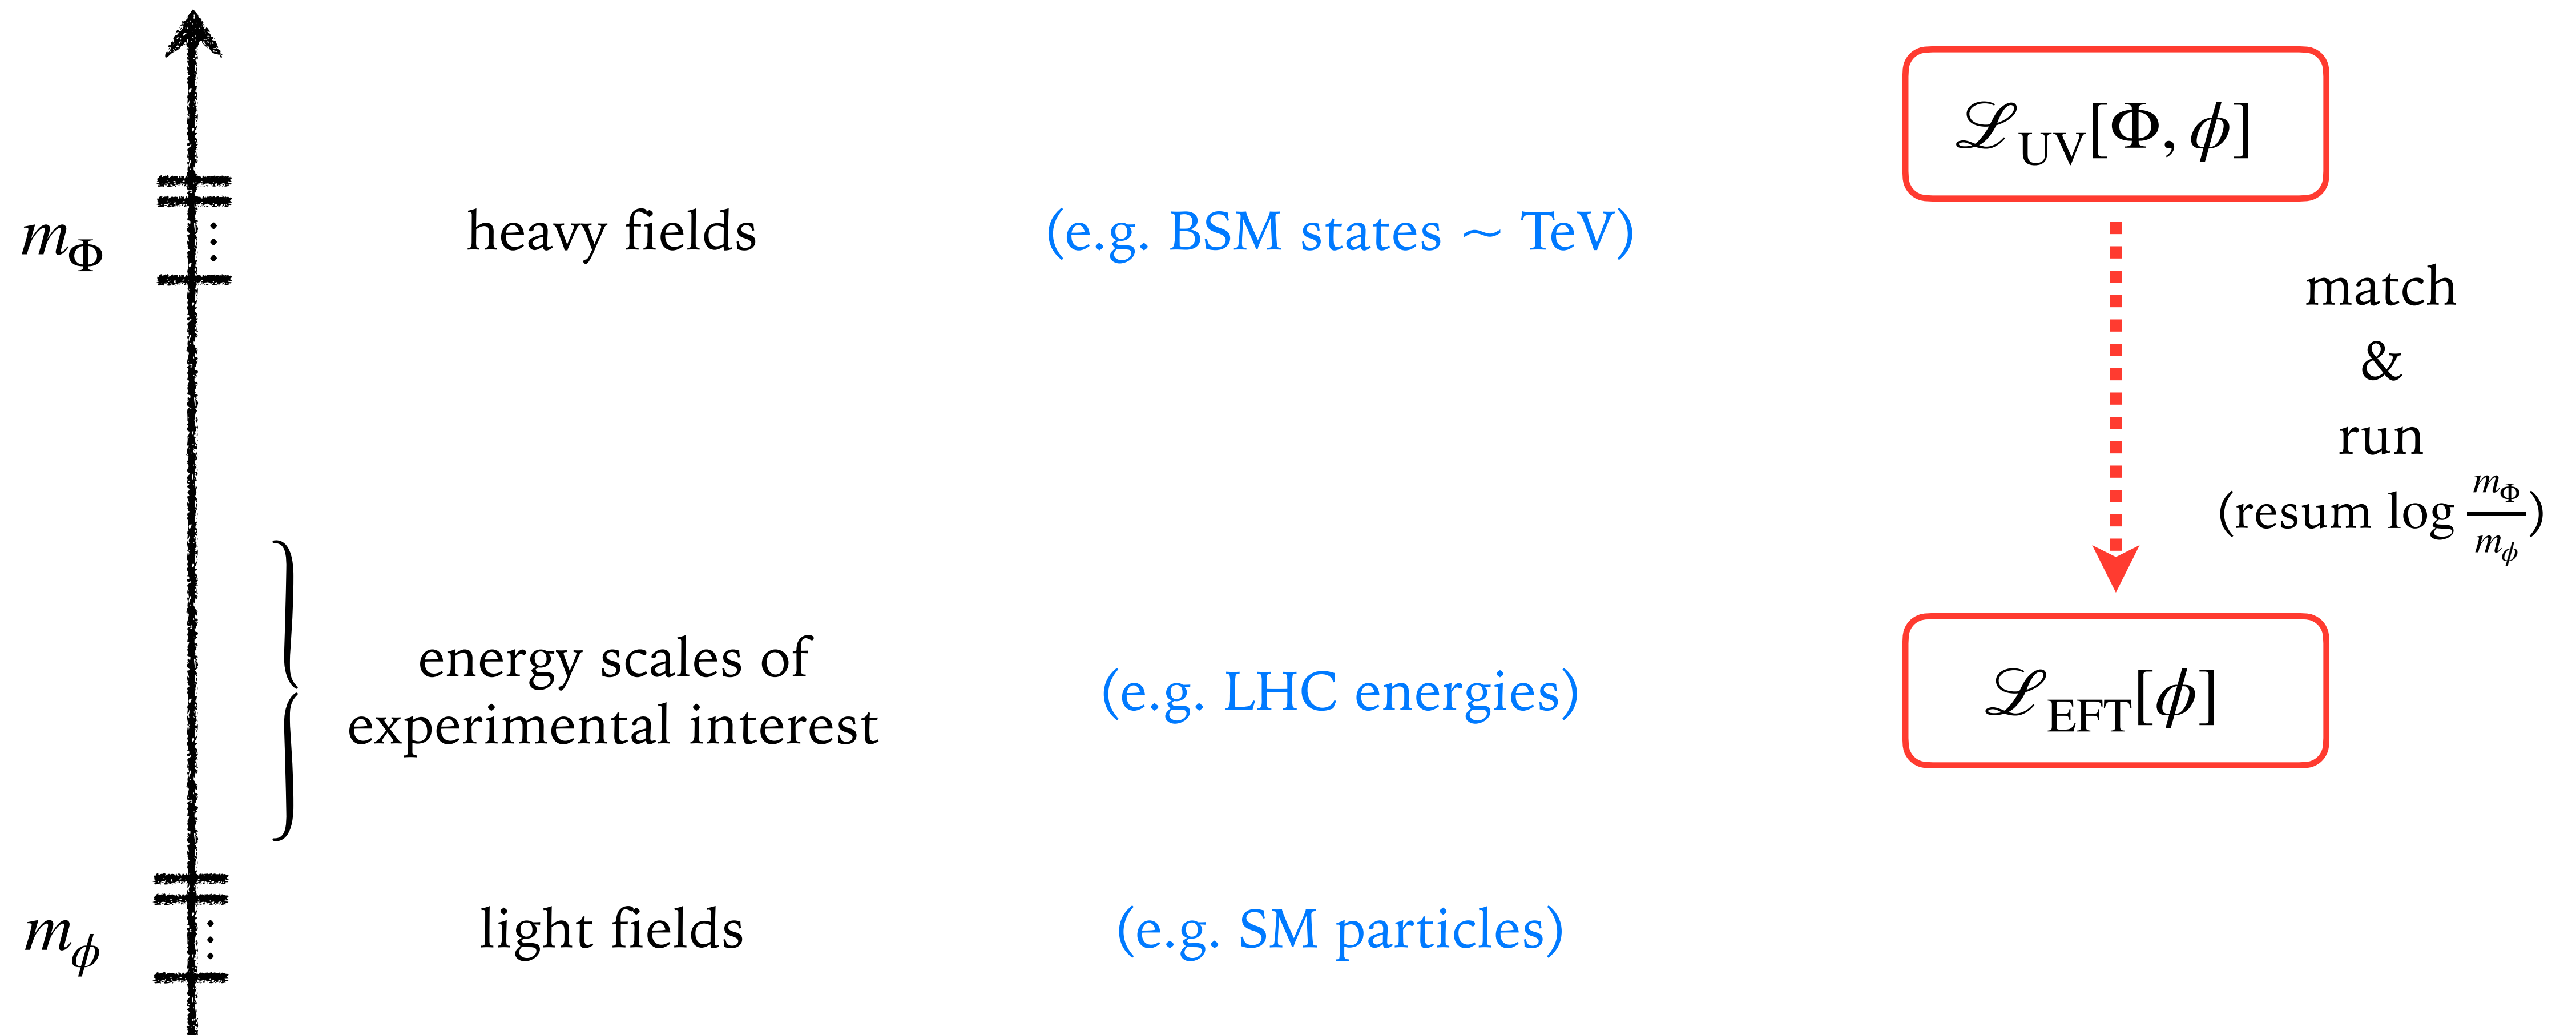 ℒ_UV[Φ, ϕ]
m_Φ
heavy fields
(e.g. BSM states ~ TeV)
match
&
run
(resum log m_Φ/m_ϕ)
energy scales of
experimental interest
(e.g. LHC energies)
ℒ_EFT[ϕ]
m_ϕ
light fields
(e.g. SM particles)